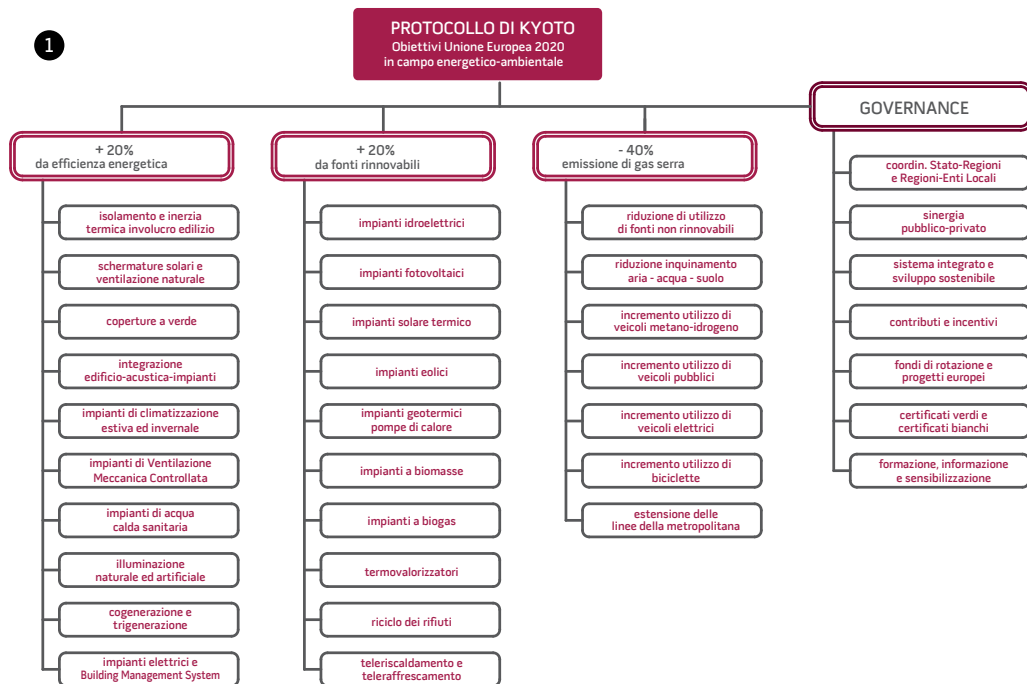 1
PROTOCOLLO DI KYOTO
Obiettivi Unione Europea 2020
in campo energetico-ambientale
+ 20%
da efficienza energetica
isolamento e inerzia
termica involucro edilizio
schermature solari e
ventilazione naturale
coperture a verde
integrazione
edificio-acustica-impianti
impianti di climatizzazione
estiva ed invernale
impianti di Ventilazione
Meccanica Controllata
impianti di acqua
calda sanitaria
illuminazione
naturale ed artificiale
cogenerazione e
trigenerazione
impianti elettrici e
Building Management System
+ 20%
da fonti rinnovabili
impianti idroelettrici
impianti fotovoltaici
impianti solare termico
impianti eolici
impianti geotermici
pompe di calore
impianti a biomasse
impianti a biogas
termovalorizzatori
riciclo dei rifiuti
teleriscaldamento e
teleraffrescamento
- 40%
emissione di gas serra
riduzione di utilizzo
di fonti non rinnovabili
riduzione inquinamento
aria - acqua - suolo
incremento utilizzo di
veicoli metano-idrogeno
incremento utilizzo di
veicoli pubblici
incremento utilizzo di
veicoli elettrici
incremento utilizzo di
biciclette
estensione delle
linee della metropolitana
GOVERNANCE
coordin. Stato-Regioni
e Regioni-Enti Locali
sinergia
pubblico-privato
sistema integrato e
sviluppo sostenibile
contributi e incentivi
fondi di rotazione e
progetti europei
certificati verdi e
certificati bianchi
formazione, informazione
e sensibilizzazione